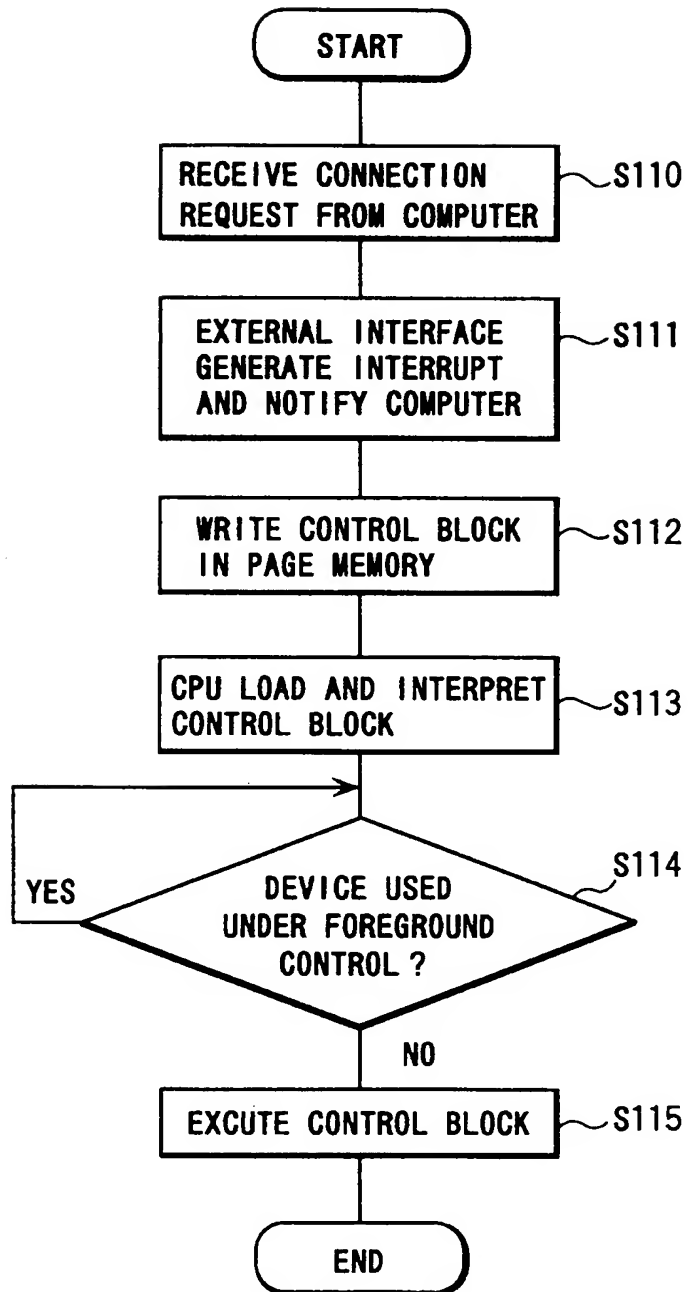 START
RECEIVE CONNECTION
REQUEST FROM COMPUTER
S110
EXTERNAL INTERFACE
GENERATE INTERRUPT
AND NOTIFY COMPUTER
S111
WRITE CONTROL BLOCK
IN PAGE MEMORY
S112
CPU LOAD AND INTERPRET
CONTROL BLOCK
S113
YES
DEVICE USED
UNDER FOREGROUND
CONTROL ?
S114
NO
EXCUTE CONTROL BLOCK
S115
END